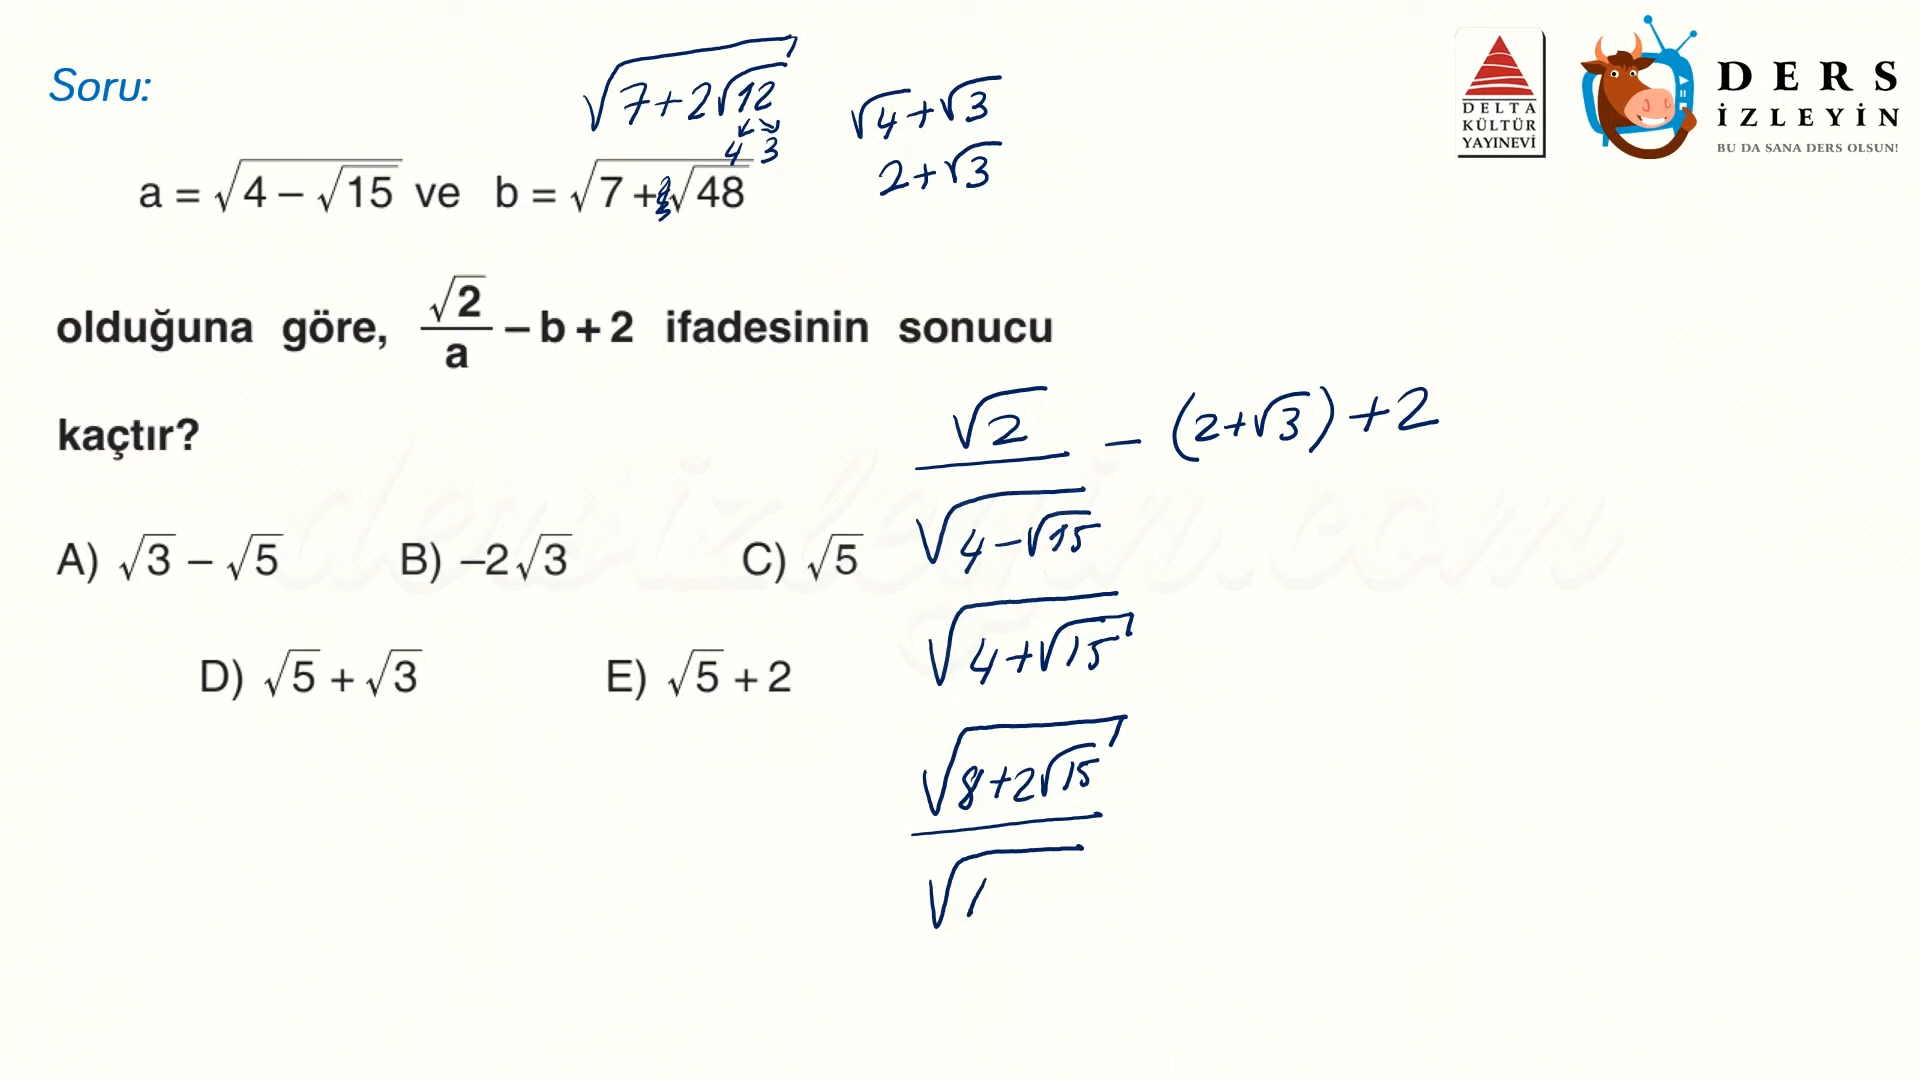 Soru:
√(7+2√12)
4 3
√4+√3
2+√3
a = √(4 – √15) ve b = √(7 + √48)
olduğuna göre, √2/a – b + 2 ifadesinin sonucu
kaçtır?
A) √3 – √5 B) –2√3 C) √5
D) √5 + √3 E) √5 + 2
√2 – (2+√3)+2
√(4–√15)
√(4+√15)
√(8+2√15)
√1
DELTA
KÜLTÜR
YAYINEVİ
DERS
İZLEYİN
BU DA SANA DERS OLSUN!
dersizleyin.com